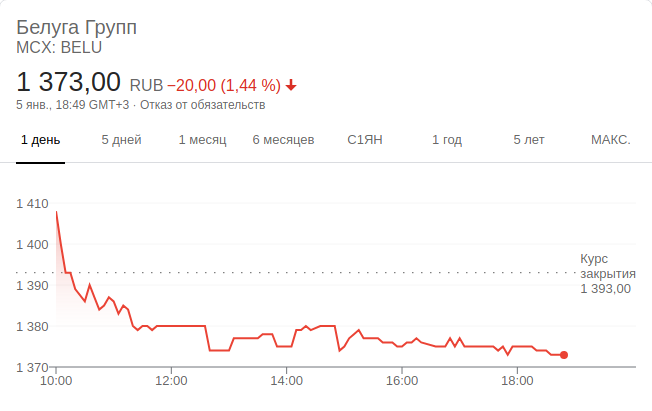 Белуга Групп
MCX: BELU
1 373,00 RUB −20,00 (1,44 %)
5 янв., 18:49 GMT+3 · Отказ от обязательств
1 день 5 дней 1 месяц 6 месяцев С1ЯН 1 год 5 лет МАКС.
1 410
1 400
Курс
закрытия
1 393,00
1 390
1 380
1 370
10:00 12:00 14:00 16:00 18:00